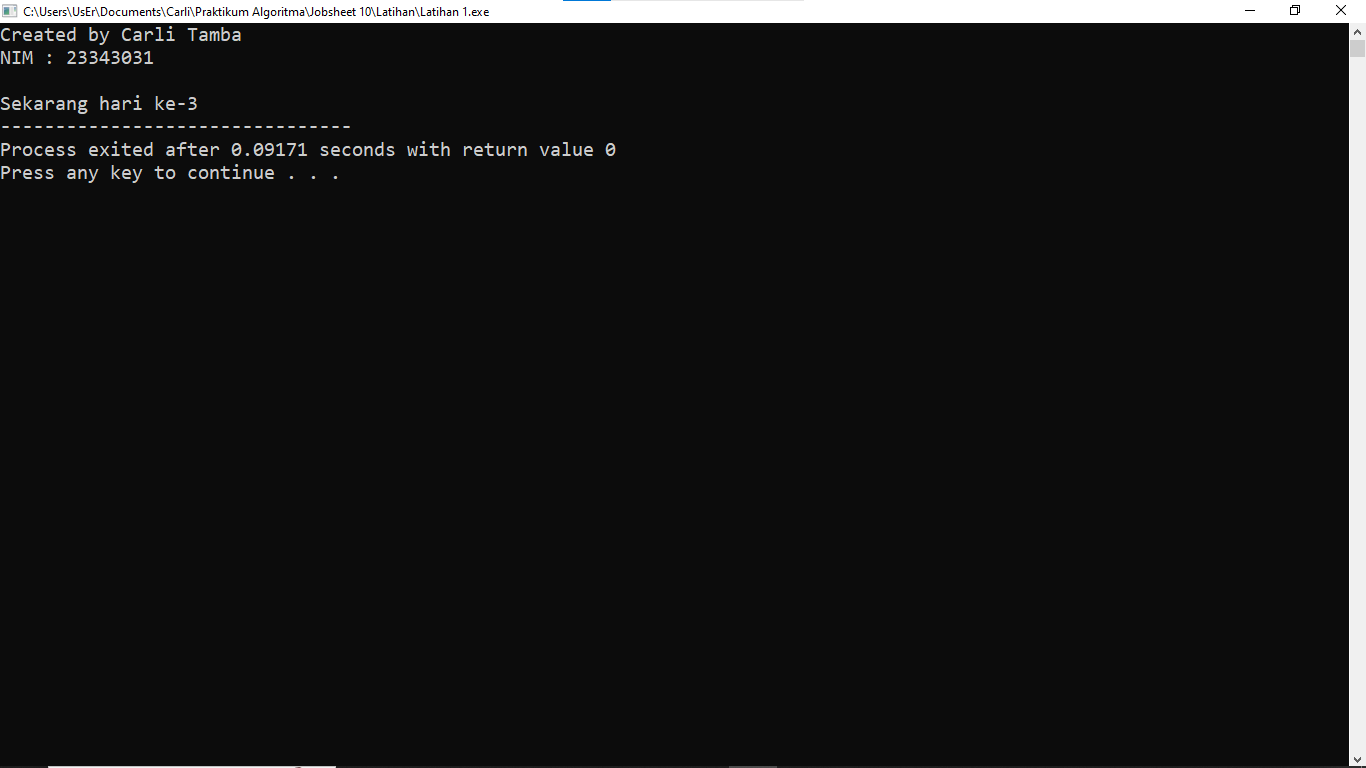 C:\Users\UsEr\Documents\Carli\Praktikum Algoritma\Jobsheet 10\Latihan\Latihan 1.exe
Created by Carli Tamba
NIM : 23343031
Sekarang hari ke-3
--------------------------------
Process exited after 0.09171 seconds with return value 0
Press any key to continue . . .